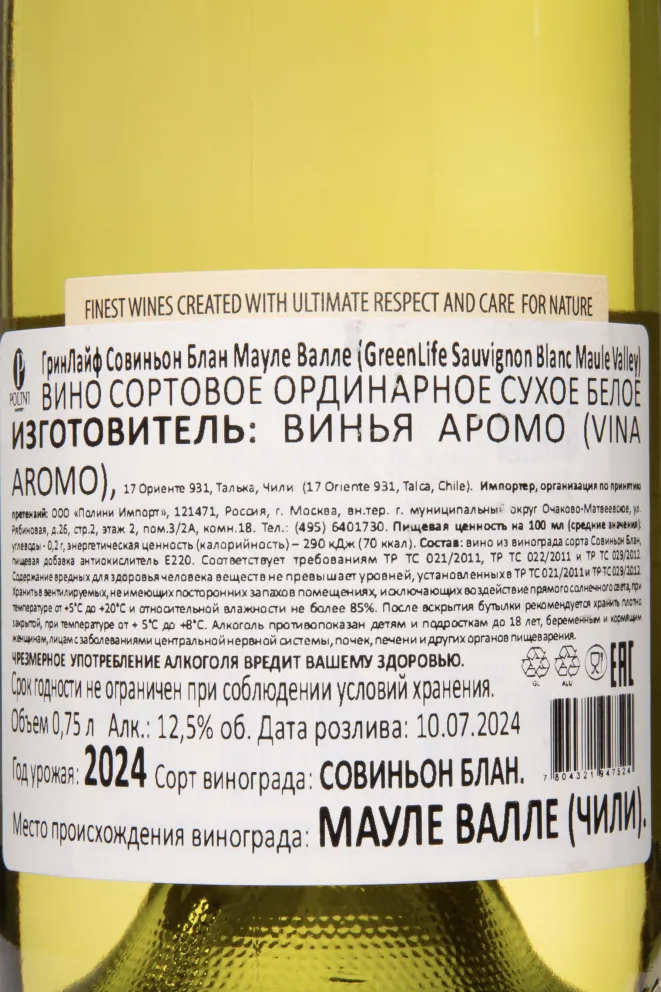 FINEST WINES CREATED WITH ULTIMATE RESPECT AND CARE FOR NATURE
POLINI
ГринЛайф Совиньон Блан Мауле Валле (GreenLife Sauvignon Blanc Maule Valley)
ВИНО СОРТОВОЕ ОРДИНАРНОЕ СУХОЕ БЕЛОЕ
ИЗГОТОВИТЕЛЬ: ВИНЬЯ АРОМО (VINA
AROMO), 17 Ориенте 931, Талька, Чили (17 Oriente 931, Talca, Chile). Импортер, организация по принятию
претензий: ООО «Полини Импорт», 121471, Россия, г. Москва, вн.тер. г. муниципальный округ Очаково-Матвеевское, ул.
Рябиновая, д.26, стр.2, этаж 2, пом.3/2А, комн.18. Тел.: (495) 6401730. Пищевая ценность на 100 мл (средние значения):
углеводы - 0,2 г, энергетическая ценность (калорийность) – 290 кДж (70 ккал). Состав: вино из винограда сорта Совиньон Блан,
пищевая добавка антиокислитель Е220. Соответствует требованиям ТР ТС 021/2011, ТР ТС 022/2011 и ТР ТС 029/2012.
Содержание вредных для здоровья человека веществ не превышает уровней, установленных в ТР ТС 021/2011 и ТР ТС 029/2012.
Хранить в вентилируемых, не имеющих посторонних запахов помещениях, исключающих воздействие прямого солнечного света, при
температуре от +5°С до +20°С и относительной влажности не более 85%. После вскрытия бутылки рекомендуется хранить плотно
закрытой, при температуре от + 5°С до +8°С. Алкоголь противопоказан детям и подросткам до 18 лет, беременным и кормящим
женщинам, лицам с заболеваниями центральной нервной системы, почек, печени и других органов пищеварения.
ЧРЕЗМЕРНОЕ УПОТРЕБЛЕНИЕ АЛКОГОЛЯ ВРЕДИТ ВАШЕМУ ЗДОРОВЬЮ.
GL ALU EAC
Срок годности не ограничен при соблюдении условий хранения.
Объем 0,75 л Алк.: 12,5% об. Дата розлива: 10.07.2024
Год урожая: 2024 Сорт винограда: СОВИНЬОН БЛАН.
7 804321 947524
Место происхождения винограда: МАУЛЕ ВАЛЛЕ (ЧИЛИ).